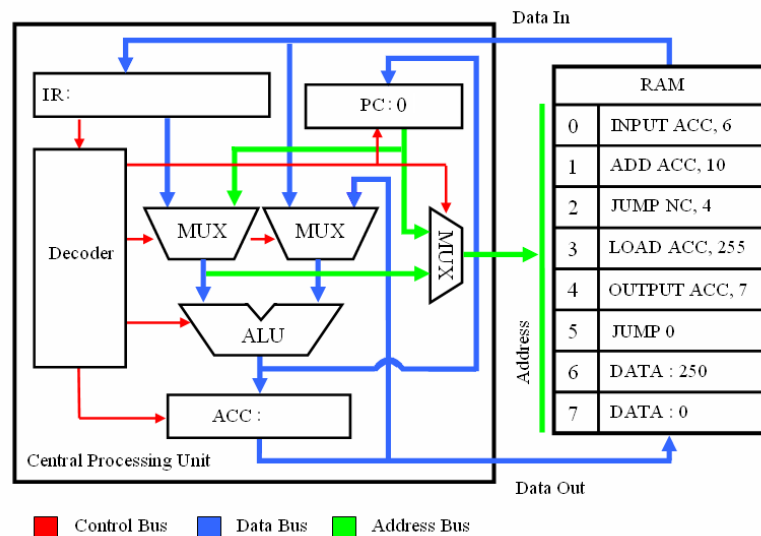 Data In
RAM
IR:
PC: 0
0 INPUT ACC, 6
1 ADD ACC, 10
2 JUMP NC, 4
3 LOAD ACC, 255
4 OUTPUT ACC, 7
5 JUMP 0
6 DATA : 250
7 DATA : 0
Decoder
MUX
MUX
MUX
ALU
ACC :
Address
Central Processing Unit
Data Out
Control Bus
Data Bus
Address Bus